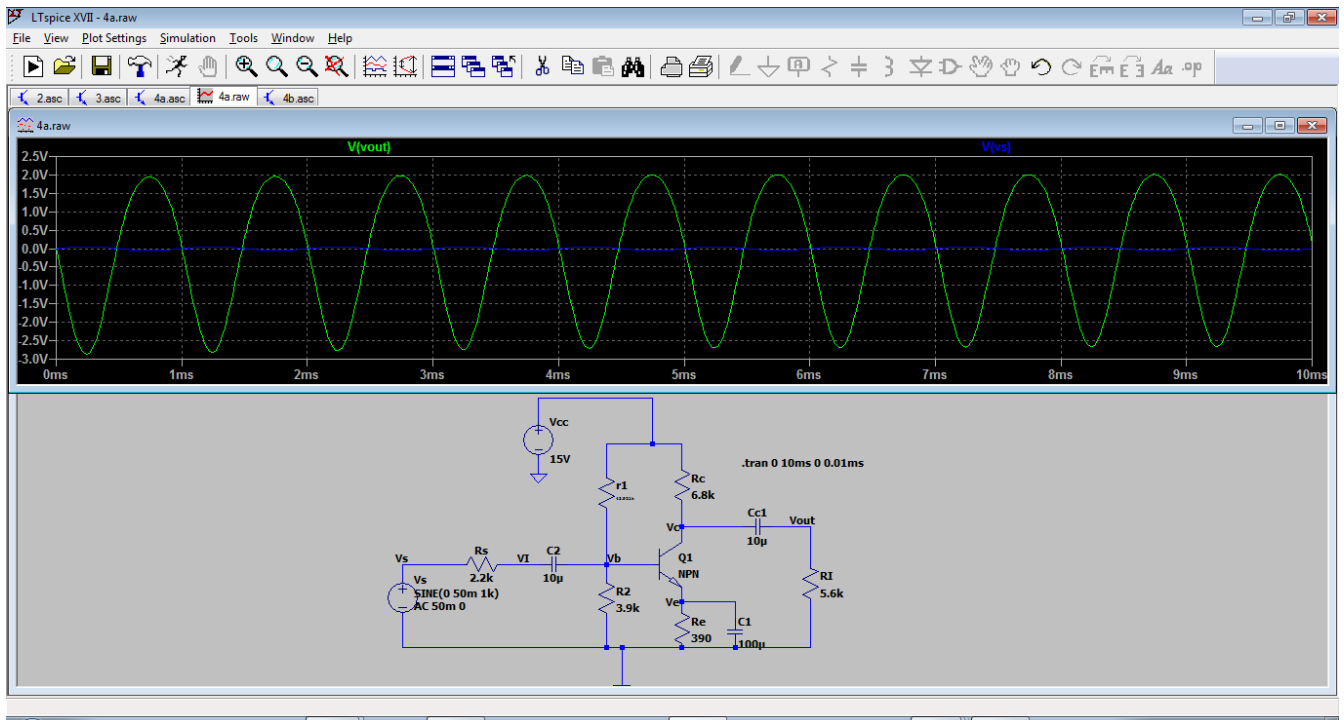 LTspice XVII - 4a.raw
File View Plot Settings Simulation Tools Window Help
2.asc 3.asc 4a.asc 4a.raw 4b.asc
4a.raw
V(vout) V(vs)
2.5V
2.0V
1.5V
1.0V
0.5V
0.0V
-0.5V
-1.0V
-1.5V
-2.0V
-2.5V
-3.0V
0ms 1ms 2ms 3ms 4ms 5ms 6ms 7ms 8ms 9ms 10ms
Vcc
15V
.tran 0 10ms 0 0.01ms
r1
Rc
6.8k
Cc1
10µ
Vout
Vc
Vs
Rs
2.2k
VI
C2
10µ
Vb
Q1
NPN
Vs
SINE(0 50m 1k)
AC 50m 0
R2
3.9k
Ve
Re
390
C1
100µ
RI
5.6k